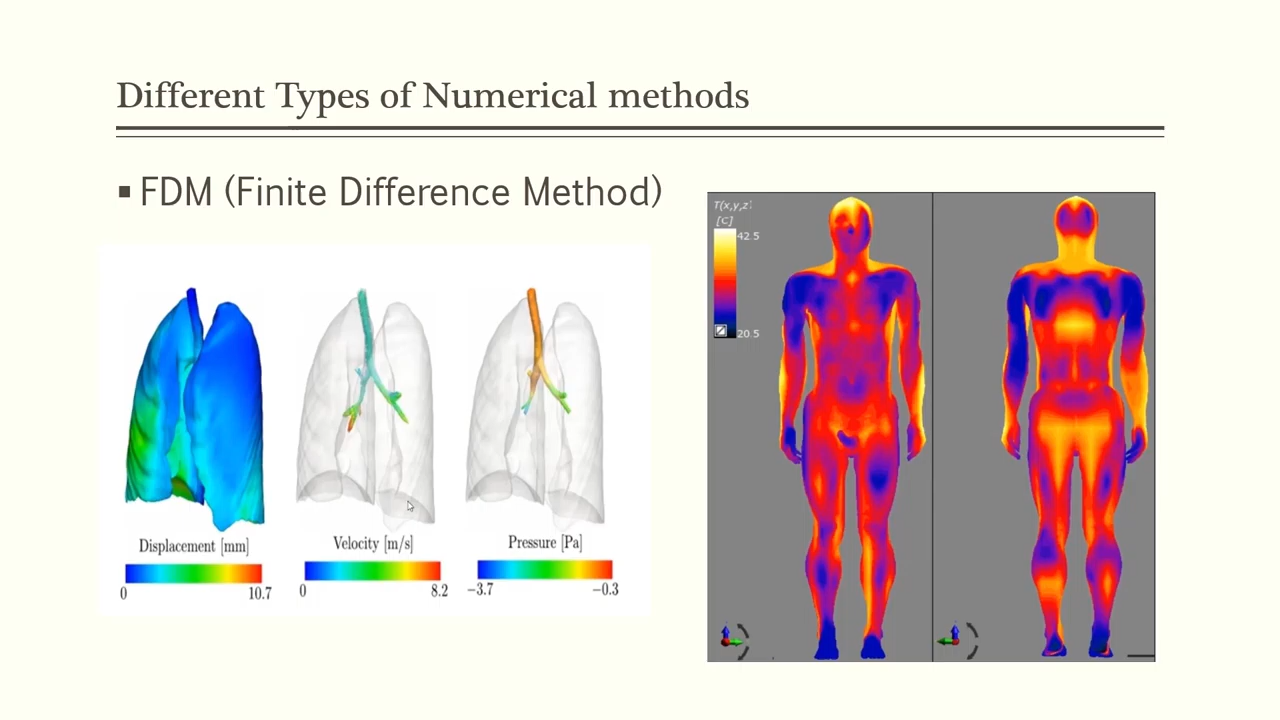 Different Types of Numerical methods
▪ FDM (Finite Difference Method)
Displacement [mm]
0 10.7
Velocity [m/s]
0 8.2
Pressure [Pa]
−3.7 −0.3
T(x,y,z)
[C]
42.5
20.5